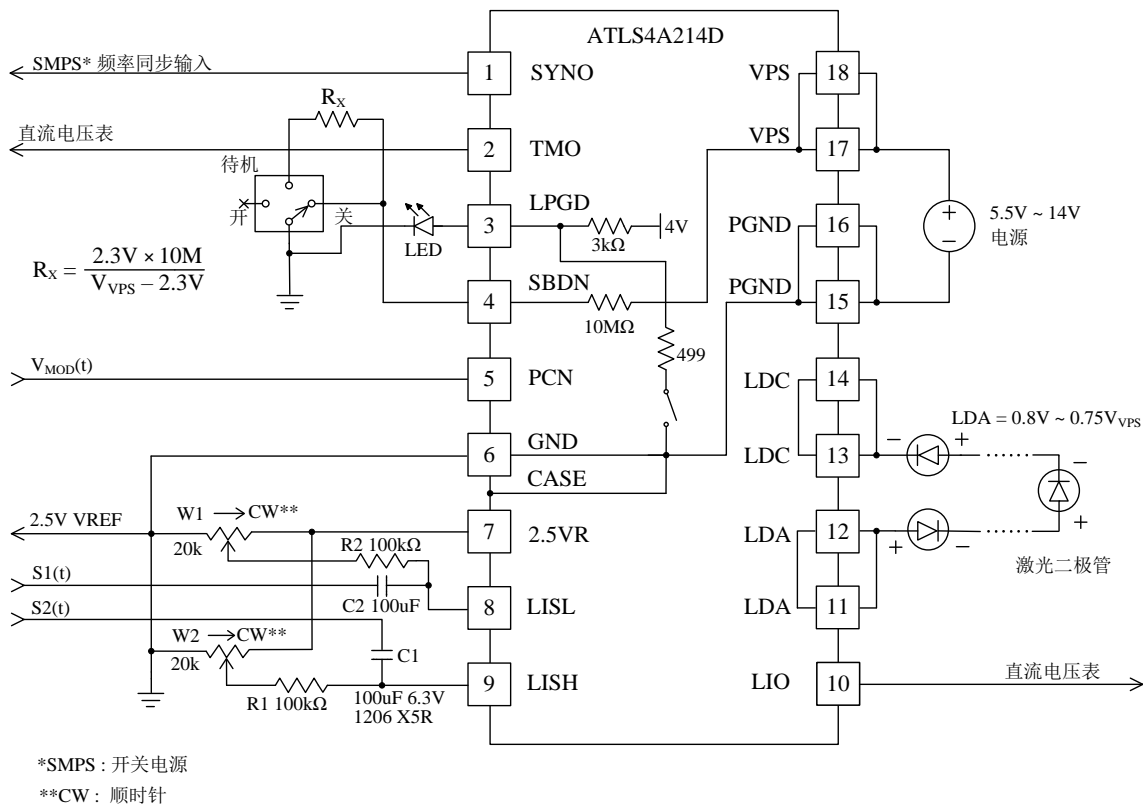 ATLS4A214D
SMPS* 频率同步输入
1 SYNO
VPS 18
R_X
直流电压表
2 TMO
VPS 17
待机
开
关
3 LPGD
3kΩ
4V
PGND 16
5.5V ~ 14V
电源
LED
R_X = 2.3V × 10M / V_VPS − 2.3V
4 SBDN
10MΩ
PGND 15
499
V_MOD(t)
5 PCN
LDC 14
LDA = 0.8V ~ 0.75V_VPS
6 GND
CASE
LDC 13
2.5V VREF
W1 → CW**
20k
7 2.5VR
LDA 12
R2 100kΩ
激光二极管
S1(t)
C2 100uF
8 LISL
LDA 11
S2(t)
W2 → CW**
20k
C1
100uF 6.3V
1206 X5R
R1 100kΩ
9 LISH
LIO 10
直流电压表
*SMPS : 开关电源
**CW : 顺时针